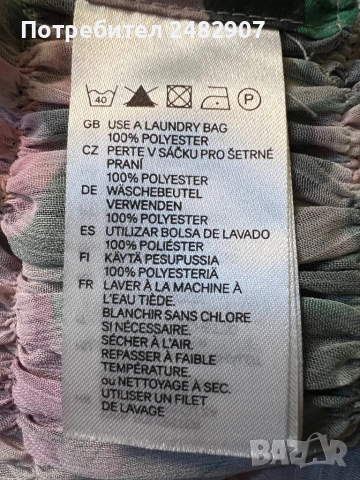 Потребител 2482907
40 P
GB USE A LAUNDRY BAG
100% POLYESTER
CZ PERTE V SÁČKU PRO ŠETRNÉ
PRANÍ
100% POLYESTER
DE WÄSCHEBEUTEL
VERWENDEN
100% POLYESTER
ES UTILIZAR BOLSA DE LAVADO
100% POLIÉSTER
FI KÄYTÄ PESUPUSSIA
100% POLYESTERIÄ
FR LAVER À LA MACHINE À
L'EAU TIÈDE.
BLANCHIR SANS CHLORE
SI NÉCESSAIRE.
SÉCHER À L'AIR.
REPASSER À FAIBLE
TEMPÉRATURE.
ou NETTOYAGE À SEC.
UTILISER UN FILET
DE LAVAGE
BAZAR